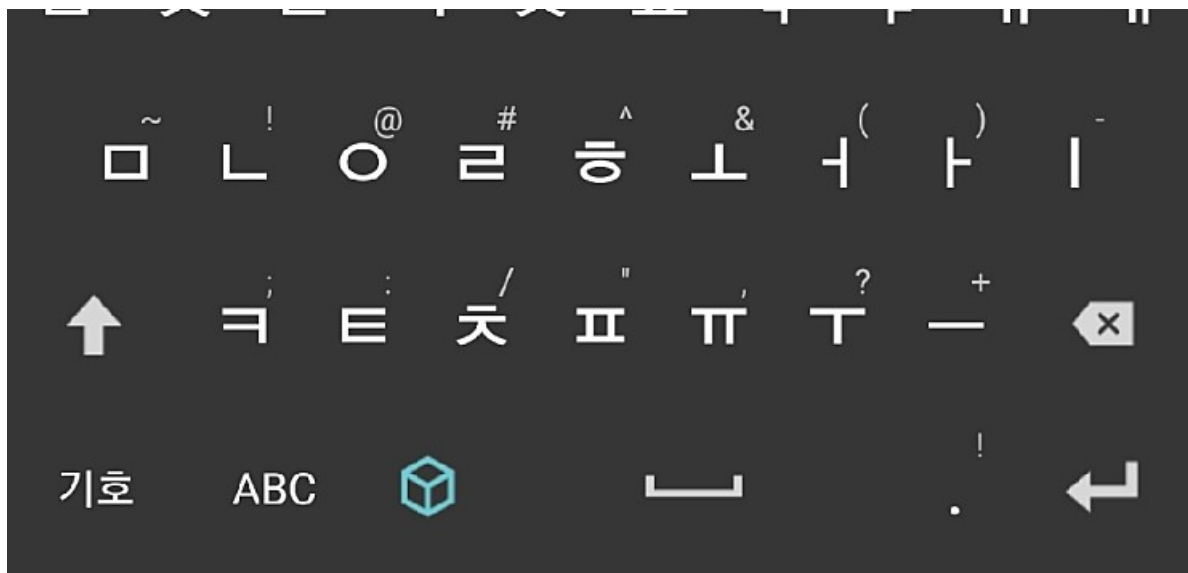 ~ ! @ # ^ & ( ) -
ㅁ ㄴ ㅇ ㄹ ㅎ ㅗ ㅓ ㅏ ㅣ
; : / " , ? +
ㅋ ㅌ ㅊ ㅍ ㅠ ㅜ ㅡ
!
기호 ABC .